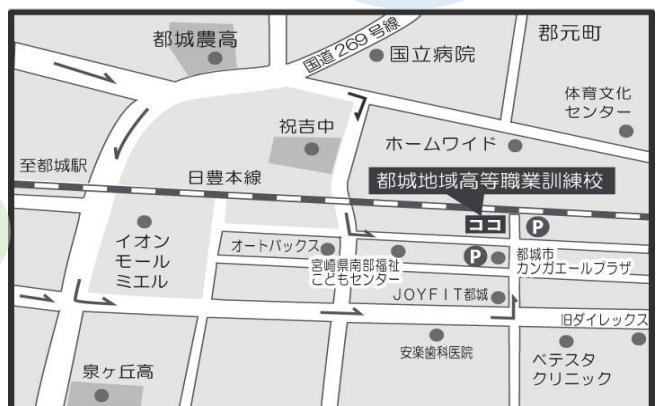 都城農高
国道269号線
国立病院
郡元町
体育文化
センター
祝吉中
ホームワイド
至都城駅
日豊本線
都城地域高等職業訓練校
ココ
P
イオン
モール
ミエル
オートバックス
宮崎県南部福祉
こどもセンター
P
都城市
カンガエールプラザ
JOYFIT都城
旧ダイレックス
安楽歯科医院
ベテスタ
クリニック
泉ヶ丘高